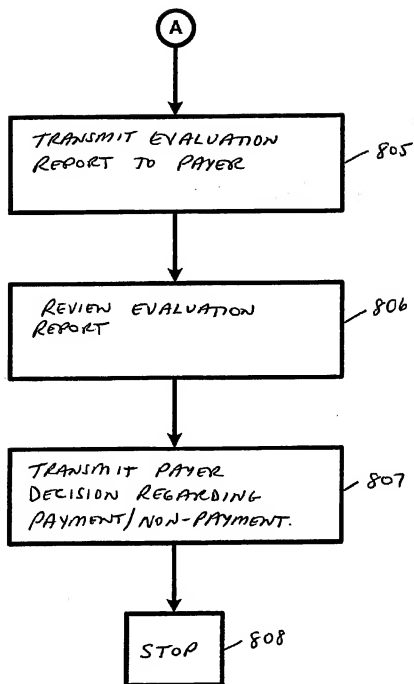 A
TRANSMIT EVALUATION
REPORT TO PAYER
805
REVIEW EVALUATION
REPORT
806
TRANSMIT PAYER
DECISION REGARDING
PAYMENT/NON-PAYMENT.
807
STOP
808